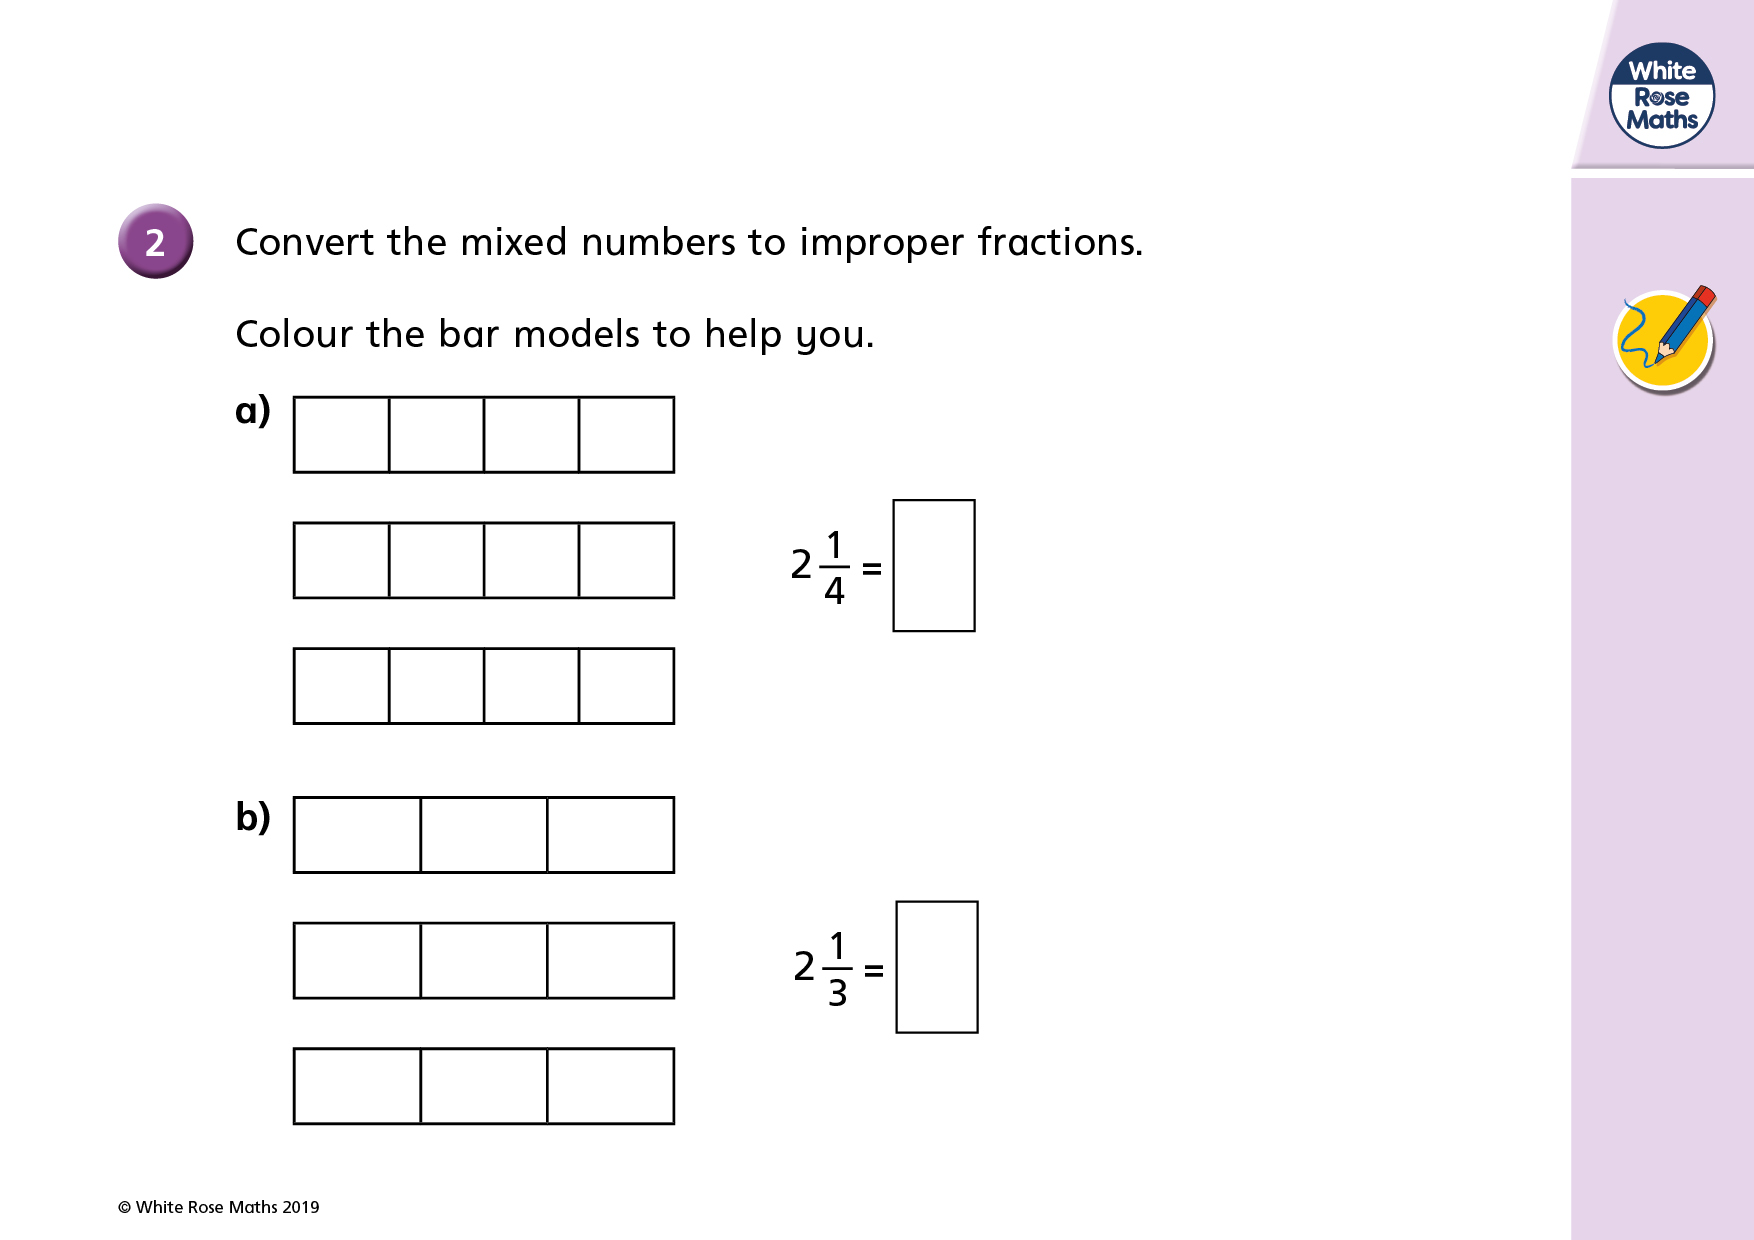 White
Rose
Maths
2 Convert the mixed numbers to improper fractions.
Colour the bar models to help you.
a)
2 1/4 =
b)
2 1/3 =
© White Rose Maths 2019